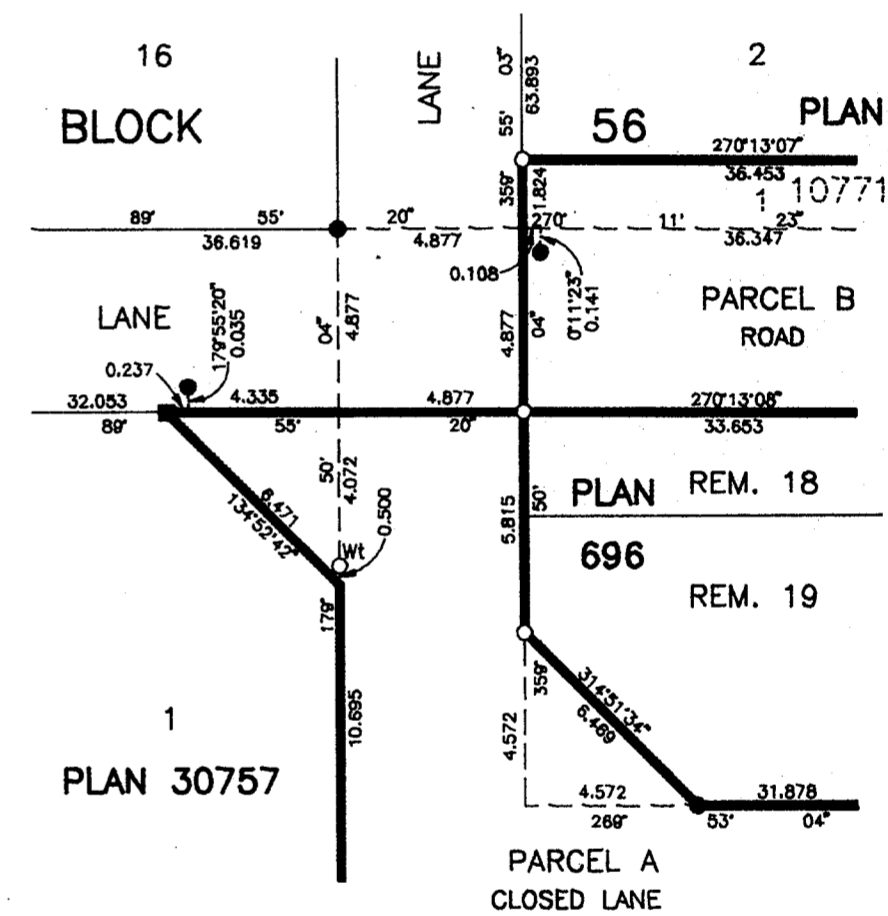 16
LANE
55' 03"
63.893
2
BLOCK
56
PLAN
270°13'07"
36.453
359°
1.824
1
10771
89' 55' 20"
36.619
4.877
270° 11' 23"
36.347
0.108
0°11'23"
0.141
PARCEL B
ROAD
LANE
179°55'20"
0.035
04"
4.877
4.877
04"
0.237
32.053
4.335
4.877
270°13'08"
89° 55' 20"
33.653
50'
4.072
0.500
5.815
50'
PLAN
REM. 18
6.471
134°52'42"
Wt
696
REM. 19
179°
359°
314°51'34"
6.469
1
10.695
4.572
PLAN 30757
4.572
31.878
269° 53' 04"
PARCEL A
CLOSED LANE